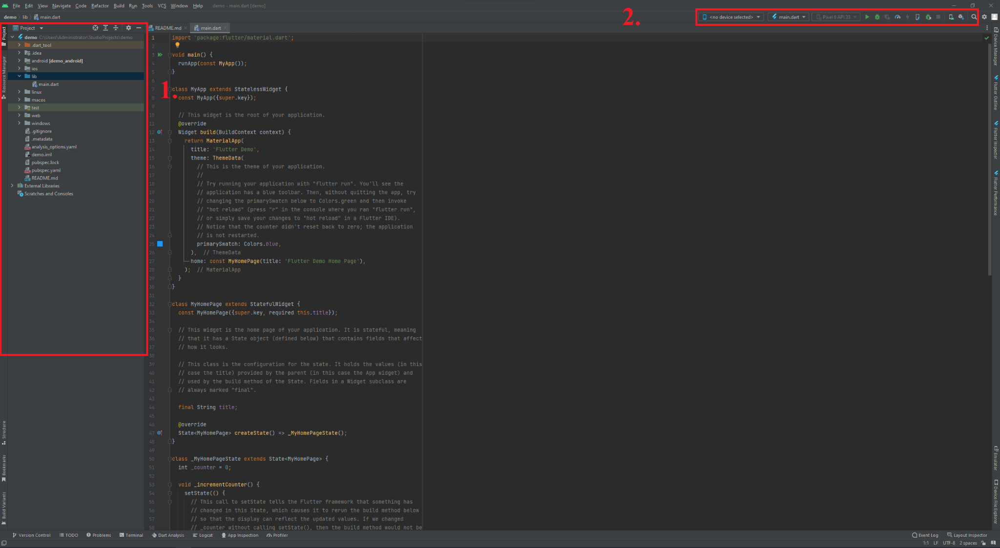 File Edit View Navigate Code Refactor Build Run Tools VCS Window Help demo - main.dart [demo]
2.
demo lib main.dart
<no device selected> main.dart Pixel 6 API 33
Project
README.md main.dart
Project
Resource Manager
Structure
Bookmarks
Build Variants
demo C:\Users\Administrator\StudioProjects\demo
.dart_tool
.idea
android [demo_android]
ios
lib
main.dart
linux
macos
test
web
windows
.gitignore
.metadata
analysis_options.yaml
demo.iml
pubspec.lock
pubspec.yaml
README.md
External Libraries
Scratches and Consoles
1.
1 import 'package:flutter/material.dart';
2
3 void main() {
4 runApp(const MyApp());
5 }
6
7 class MyApp extends StatelessWidget {
8 const MyApp({super.key});
9
10 // This widget is the root of your application.
11 @override
12 Widget build(BuildContext context) {
13 return MaterialApp(
14 title: 'Flutter Demo',
15 theme: ThemeData(
16 // This is the theme of your application.
17 //
18 // Try running your application with "flutter run". You'll see the
19 // application has a blue toolbar. Then, without quitting the app, try
20 // changing the primarySwatch below to Colors.green and then invoke
21 // "hot reload" (press "r" in the console where you ran "flutter run",
22 // or simply save your changes to "hot reload" in a Flutter IDE).
23 // Notice that the counter didn't reset back to zero; the application
24 // is not restarted.
25 primarySwatch: Colors.blue,
26 ), // ThemeData
27 home: const MyHomePage(title: 'Flutter Demo Home Page'),
28 ); // MaterialApp
29 }
30 }
31
32 class MyHomePage extends StatefulWidget {
33 const MyHomePage({super.key, required this.title});
34
35 // This widget is the home page of your application. It is stateful, meaning
36 // that it has a State object (defined below) that contains fields that affect
37 // how it looks.
38
39 // This class is the configuration for the state. It holds the values (in this
40 // case the title) provided by the parent (in this case the App widget) and
41 // used by the build method of the State. Fields in a Widget subclass are
42 // always marked "final".
43
44 final String title;
45
46 @override
47 State<MyHomePage> createState() => _MyHomePageState();
48 }
49
50 class _MyHomePageState extends State<MyHomePage> {
51 int _counter = 0;
52
53 void _incrementCounter() {
54 setState(() {
55 // This call to setState tells the Flutter framework that something has
56 // changed in this State, which causes it to rerun the build method below
57 // so that the display can reflect the updated values. If we changed
58 // _counter without calling setState(), then the build method would not be
Device Manager
Flutter Outline
Flutter Inspector
Flutter Performance
Emulator
Device File Explorer
Version Control TODO Problems Terminal Dart Analysis Logcat App Inspection Profiler Event Log Layout Inspector
1:1 LF UTF-8 2 spaces